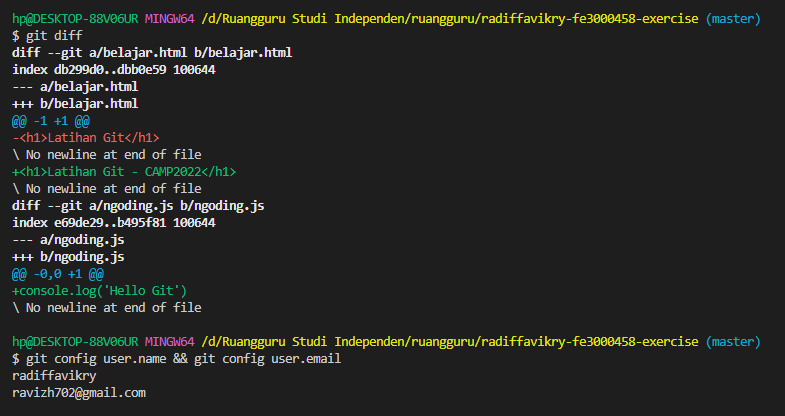 hp@DESKTOP-88V06UR MINGW64 /d/Ruangguru Studi Independen/ruangguru/radiffavikry-fe3000458-exercise (master)
$ git diff
diff --git a/belajar.html b/belajar.html
index db299d0..dbb0e59 100644
--- a/belajar.html
+++ b/belajar.html
@@ -1 +1 @@
-<h1>Latihan Git</h1>
\ No newline at end of file
+<h1>Latihan Git - CAMP2022</h1>
\ No newline at end of file
diff --git a/ngoding.js b/ngoding.js
index e69de29..b495f81 100644
--- a/ngoding.js
+++ b/ngoding.js
@@ -0,0 +1 @@
+console.log('Hello Git')
\ No newline at end of file
hp@DESKTOP-88V06UR MINGW64 /d/Ruangguru Studi Independen/ruangguru/radiffavikry-fe3000458-exercise (master)
$ git config user.name && git config user.email
radiffavikry
ravizh702@gmail.com